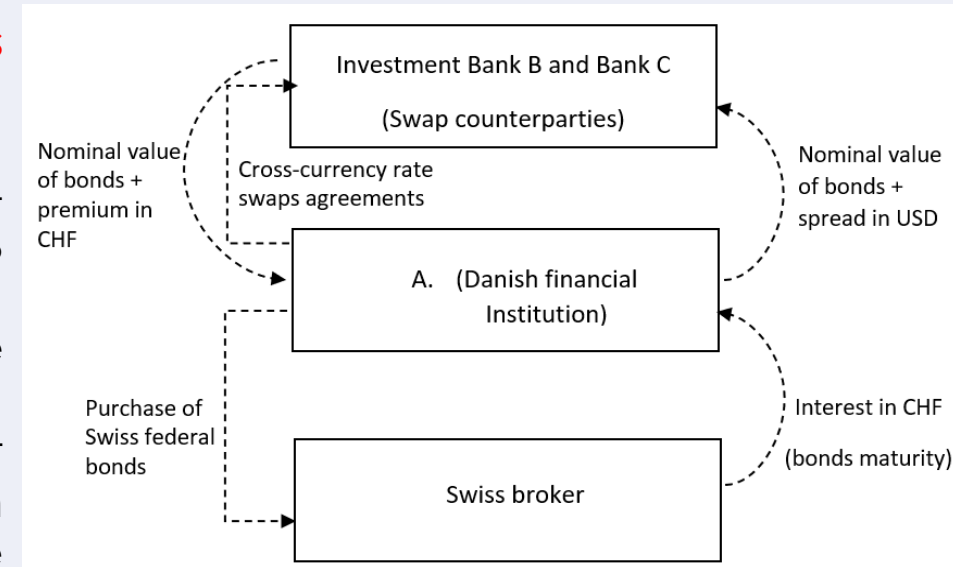 Investment Bank B and Bank C
(Swap counterparties)
Nominal value
of bonds +
premium in
CHF
Cross-currency rate
swaps agreements
Nominal value
of bonds +
spread in USD
A. (Danish financial
Institution)
Purchase of
Swiss federal
bonds
Interest in CHF
(bonds maturity)
Swiss broker